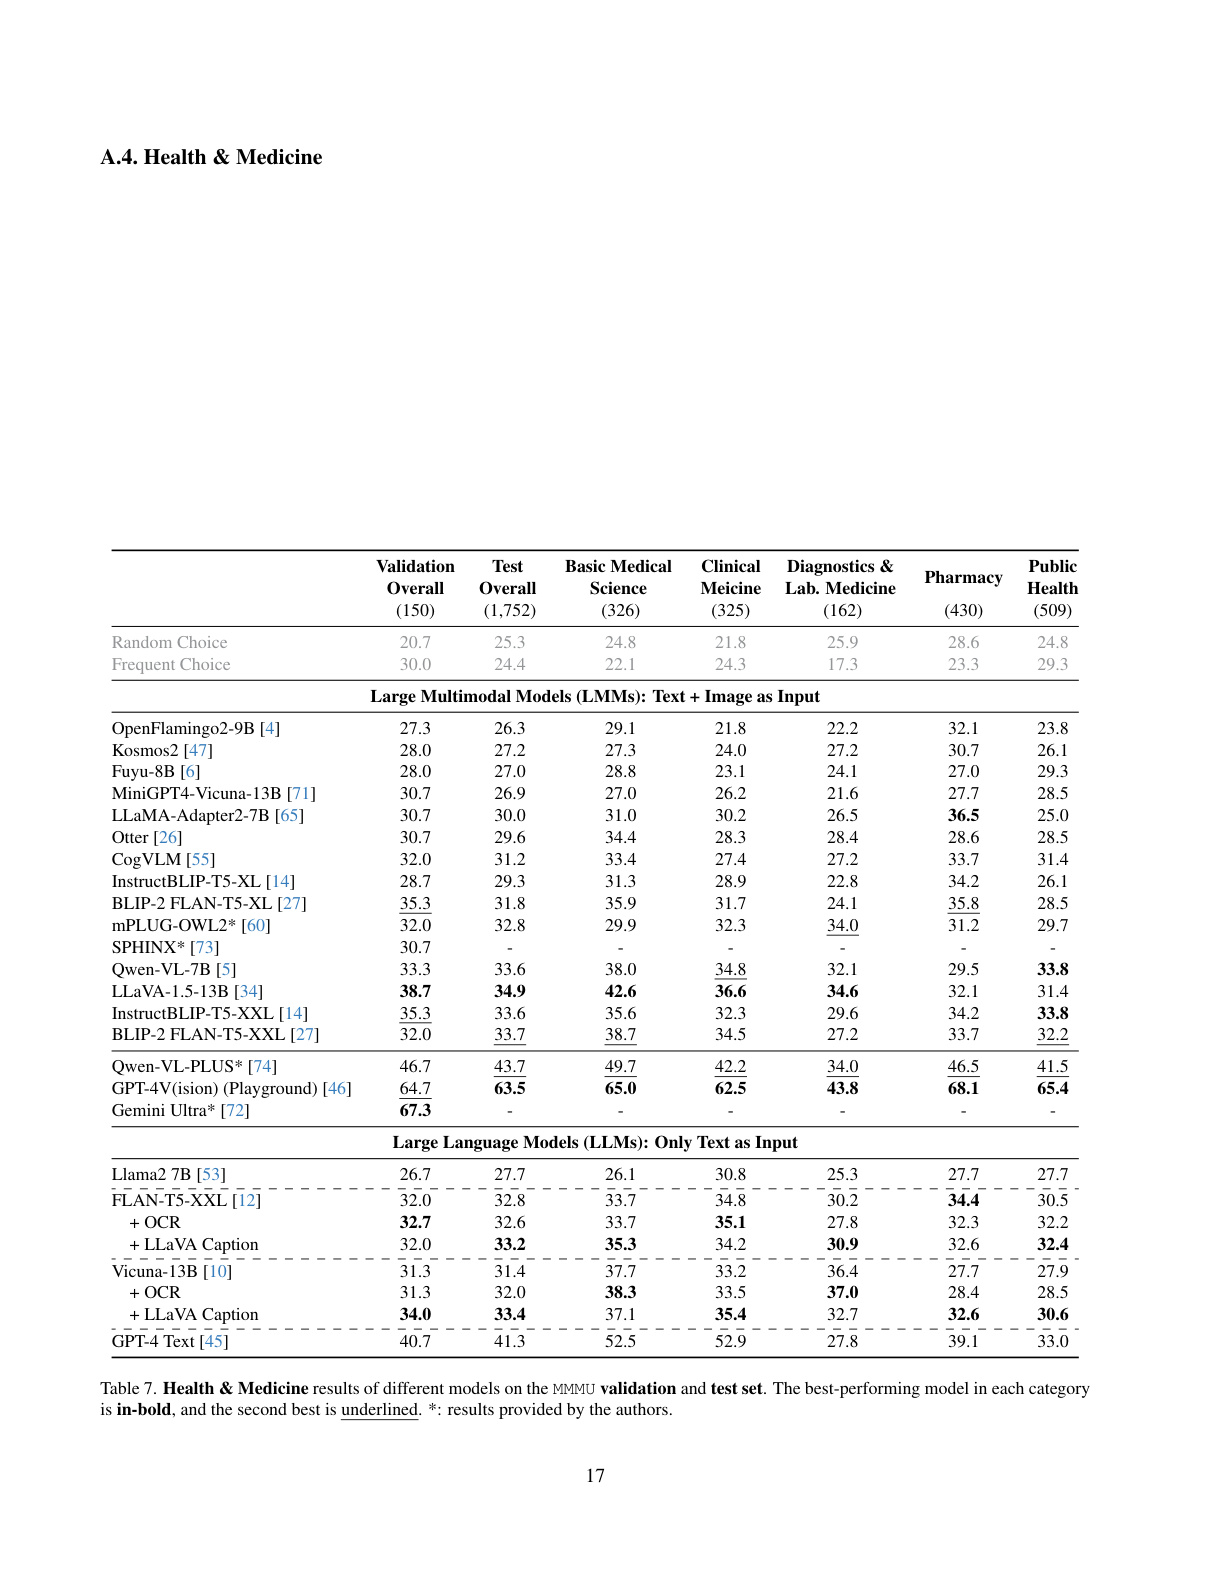 A.4. Health & Medicine
Validation Test Basic Medical Clinical Diagnostics & Pharmacy Public
Overall Overall Science Meicine Lab. Medicine Health
(150) (1,752) (326) (325) (162) (430) (509)
Random Choice 20.7 25.3 24.8 21.8 25.9 28.6 24.8
Frequent Choice 30.0 24.4 22.1 24.3 17.3 23.3 29.3
Large Multimodal Models (LMMs): Text + Image as Input
OpenFlamingo2-9B [4] 27.3 26.3 29.1 21.8 22.2 32.1 23.8
Kosmos2 [47] 28.0 27.2 27.3 24.0 27.2 30.7 26.1
Fuyu-8B [6] 28.0 27.0 28.8 23.1 24.1 27.0 29.3
MiniGPT4-Vicuna-13B [71] 30.7 26.9 27.0 26.2 21.6 27.7 28.5
LLaMA-Adapter2-7B [65] 30.7 30.0 31.0 30.2 26.5 36.5 25.0
Otter [26] 30.7 29.6 34.4 28.3 28.4 28.6 28.5
CogVLM [55] 32.0 31.2 33.4 27.4 27.2 33.7 31.4
InstructBLIP-T5-XL [14] 28.7 29.3 31.3 28.9 22.8 34.2 26.1
BLIP-2 FLAN-T5-XL [27] 35.3 31.8 35.9 31.7 24.1 35.8 28.5
mPLUG-OWL2* [60] 32.0 32.8 29.9 32.3 34.0 31.2 29.7
SPHINX* [73] 30.7 - - - - - -
Qwen-VL-7B [5] 33.3 33.6 38.0 34.8 32.1 29.5 33.8
LLaVA-1.5-13B [34] 38.7 34.9 42.6 36.6 34.6 32.1 31.4
InstructBLIP-T5-XXL [14] 35.3 33.6 35.6 32.3 29.6 34.2 33.8
BLIP-2 FLAN-T5-XXL [27] 32.0 33.7 38.7 34.5 27.2 33.7 32.2
Qwen-VL-PLUS* [74] 46.7 43.7 49.7 42.2 34.0 46.5 41.5
GPT-4V(ision) (Playground) [46] 64.7 63.5 65.0 62.5 43.8 68.1 65.4
Gemini Ultra* [72] 67.3 - - - - - -
Large Language Models (LLMs): Only Text as Input
Llama2 7B [53] 26.7 27.7 26.1 30.8 25.3 27.7 27.7
FLAN-T5-XXL [12] 32.0 32.8 33.7 34.8 30.2 34.4 30.5
+ OCR 32.7 32.6 33.7 35.1 27.8 32.3 32.2
+ LLaVA Caption 32.0 33.2 35.3 34.2 30.9 32.6 32.4
Vicuna-13B [10] 31.3 31.4 37.7 33.2 36.4 27.7 27.9
+ OCR 31.3 32.0 38.3 33.5 37.0 28.4 28.5
+ LLaVA Caption 34.0 33.4 37.1 35.4 32.7 32.6 30.6
GPT-4 Text [45] 40.7 41.3 52.5 52.9 27.8 39.1 33.0
Table 7. Health & Medicine results of different models on the MMMU validation and test set. The best-performing model in each category
is in-bold, and the second best is underlined. *: results provided by the authors.
17